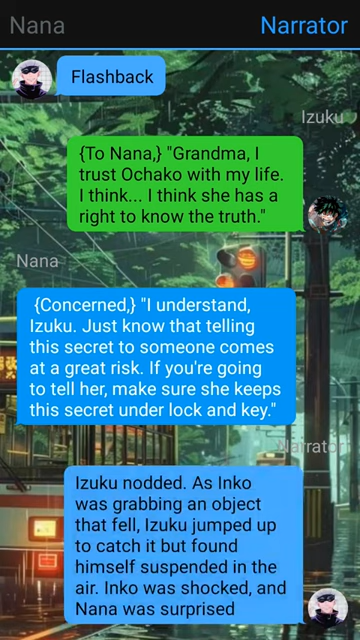 Nana
Narrator
Flashback
Izuku
{To Nana,} "Grandma, I
trust Ochako with my life.
I think... I think she has a
right to know the truth."
Nana
{Concerned,} "I understand,
Izuku. Just know that telling
this secret to someone comes
at a great risk. If you're going
to tell her, make sure she keeps
this secret under lock and key."
Narrator
Izuku nodded. As Inko
was grabbing an object
that fell, Izuku jumped up
to catch it but found
himself suspended in the
air. Inko was shocked, and
Nana was surprised